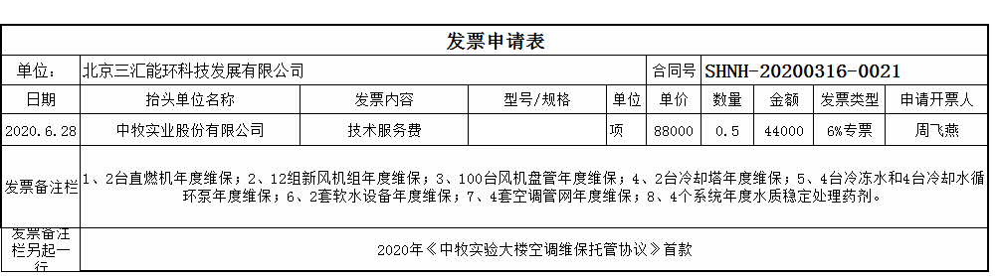 发票申请表
单位： 北京三汇能环科技发展有限公司 合同号 SHNH-20200316-0021
日期 抬头单位名称 发票内容 型号/规格 单位 单价 数量 金额 发票类型 申请开票人
2020.6.28 中牧实业股份有限公司 技术服务费 项 88000 0.5 44000 6%专票 周飞燕
发票备注栏
1、2台直燃机年度维保；2、12组新风机组年度维保；3、100台风机盘管年度维保；4、2台冷却塔年度维保；5、4台冷冻水和4台冷却水循
环泵年度维保；6、2套软水设备年度维保；7、4套空调管网年度维保；8、4个系统年度水质稳定处理药剂。
发票备注
栏另起一
行
2020年《中牧实验大楼空调维保托管协议》首款